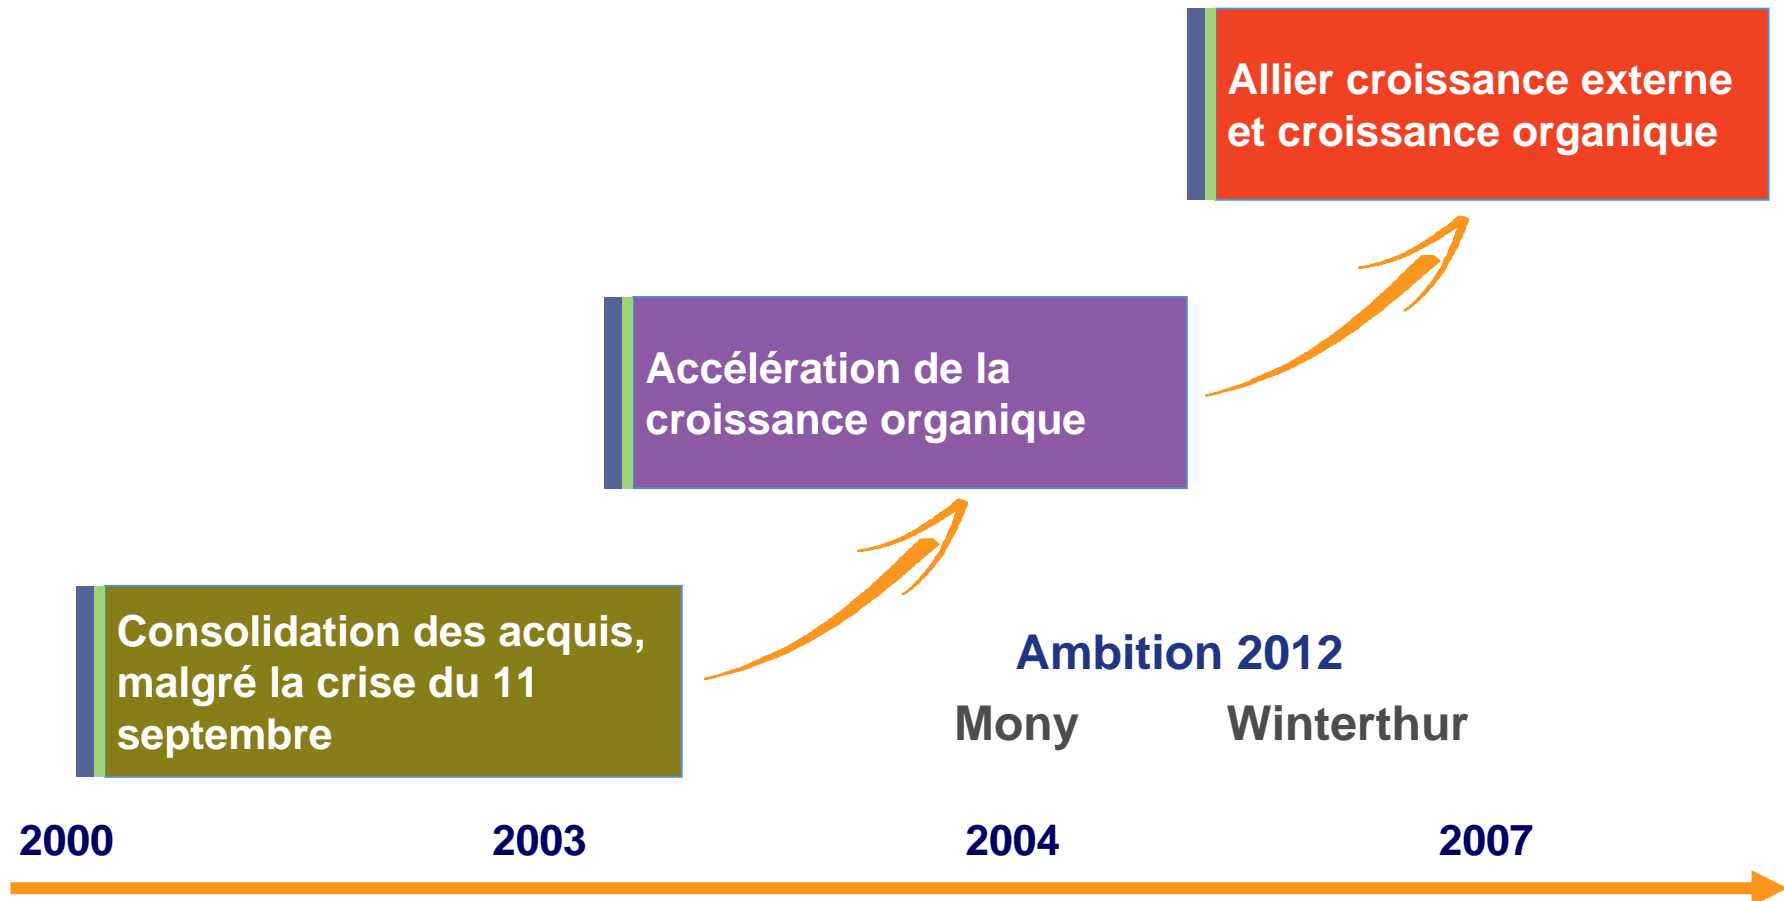 Allier croissance externe
et croissance organique
Accélération de la
croissance organique
Consolidation des acquis,
malgré la crise du 11
septembre
Ambition 2012
Mony Winterthur
2000 2003 2004 2007